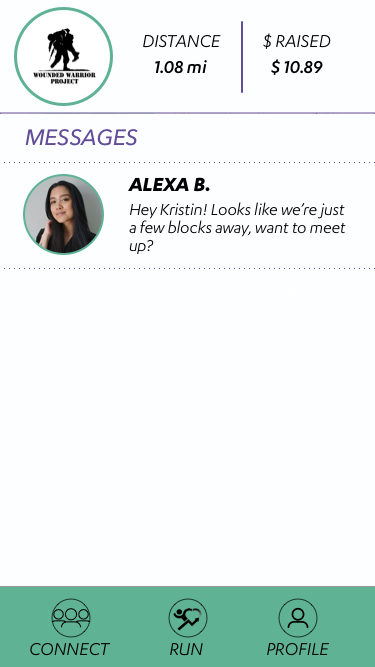 WOUNDED WARRIOR
PROJECT
DISTANCE
1.08 mi
$ RAISED
$ 10.89
MESSAGES
ALEXA B.
Hey Kristin! Looks like we’re just
a few blocks away, want to meet
up?
CONNECT
RUN
PROFILE